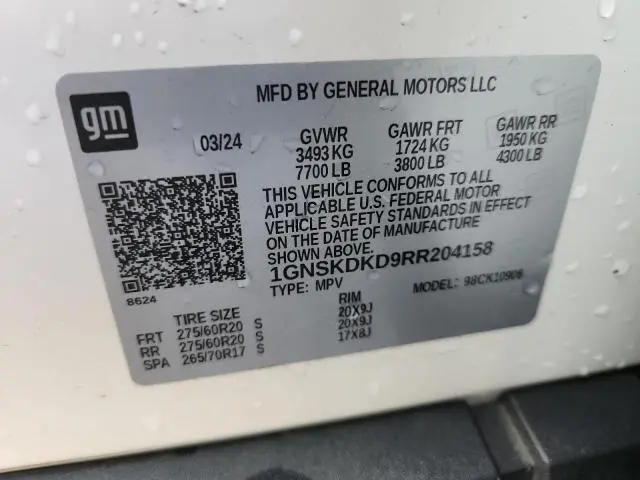 gm
MFD BY GENERAL MOTORS LLC
03/24 GVWR GAWR FRT GAWR RR
3493 KG 1724 KG 1950 KG
7700 LB 3800 LB 4300 LB
THIS VEHICLE CONFORMS TO ALL
APPLICABLE U.S. FEDERAL MOTOR
VEHICLE SAFETY STANDARDS IN EFFECT
ON THE DATE OF MANUFACTURE
SHOWN ABOVE.
1GNSKDKD9RR204158
TYPE: MPV MODEL: 98CK10906
8624
TIRE SIZE RIM
FRT 275/60R20 S 20X9J
RR 275/60R20 S 20X9J
SPA 265/70R17 S 17X8J